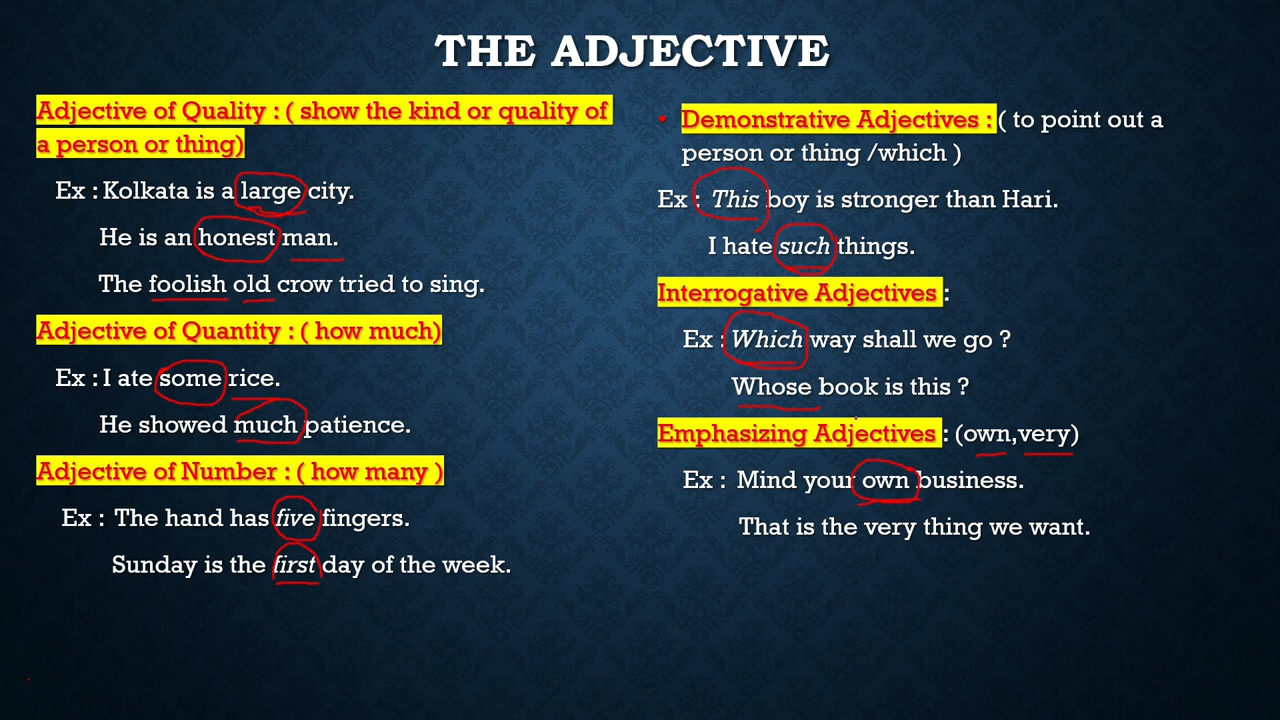 THE ADJECTIVE
Adjective of Quality : ( show the kind or quality of
a person or thing)
Ex : Kolkata is a large city.
He is an honest man.
The foolish old crow tried to sing.
Adjective of Quantity : ( how much)
Ex : I ate some rice.
He showed much patience.
Adjective of Number : ( how many )
Ex : The hand has five fingers.
Sunday is the first day of the week.
• Demonstrative Adjectives : ( to point out a
person or thing /which )
Ex : This boy is stronger than Hari.
I hate such things.
Interrogative Adjectives :
Ex : Which way shall we go ?
Whose book is this ?
Emphasizing Adjectives : (own,very)
Ex : Mind your own business.
That is the very thing we want.